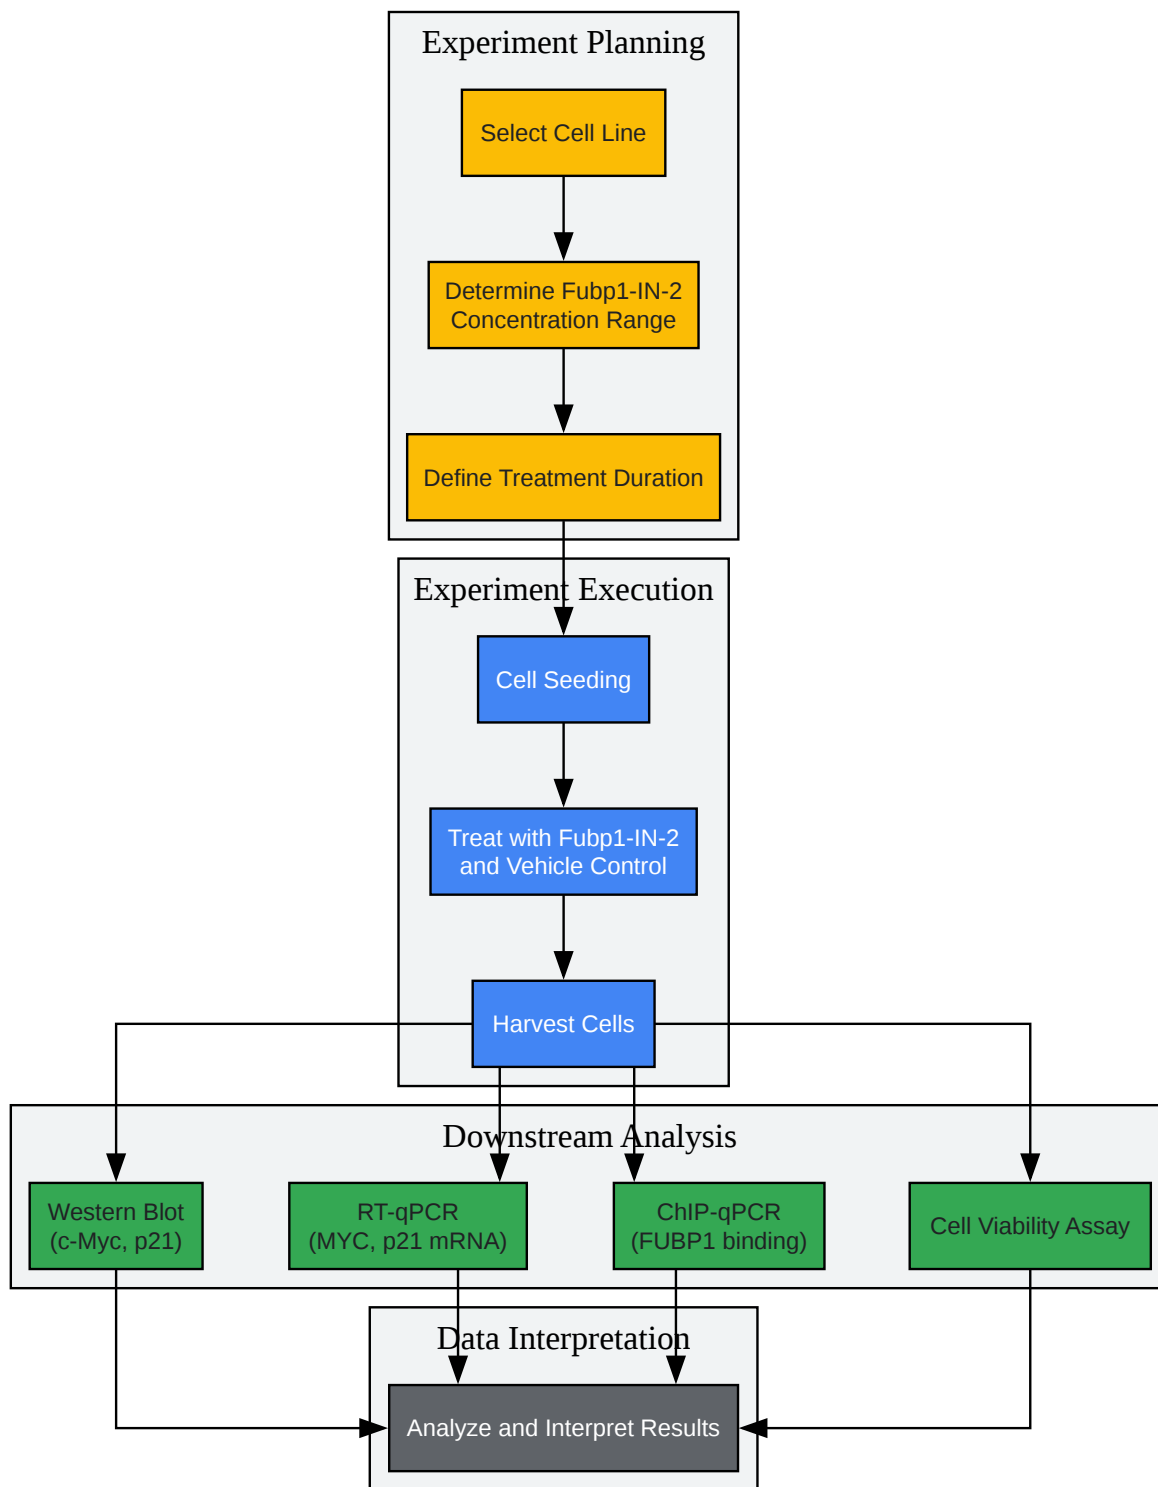 Experiment Planning
Select Cell Line
Determine Fubp1-IN-2
Concentration Range
Define Treatment Duration
Experiment Execution
Cell Seeding
Treat with Fubp1-IN-2
and Vehicle Control
Harvest Cells
Downstream Analysis
Western Blot
(c-Myc, p21)
RT-qPCR
(MYC, p21 mRNA)
ChIP-qPCR
(FUBP1 binding)
Cell Viability Assay
Data Interpretation
Analyze and Interpret Results